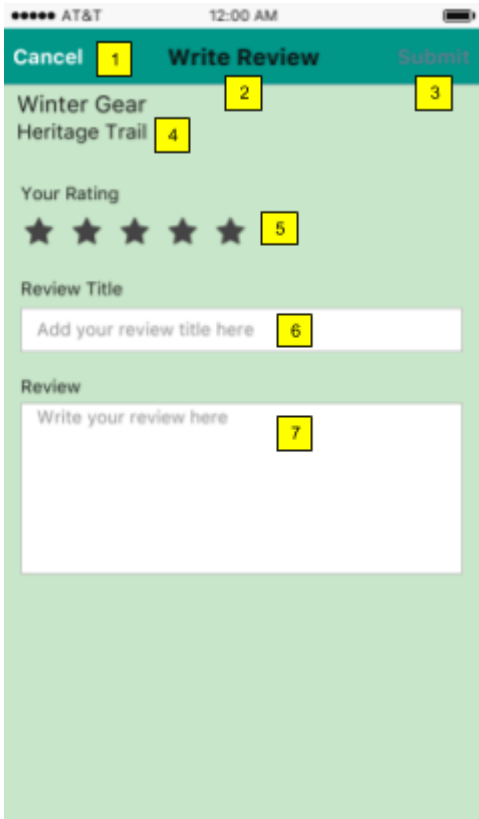 AT&T 12:00 AM
Cancel 1 Write Review Submit
2 3
Winter Gear
Heritage Trail 4
Your Rating
5
Review Title
Add your review title here 6
Review
Write your review here 7